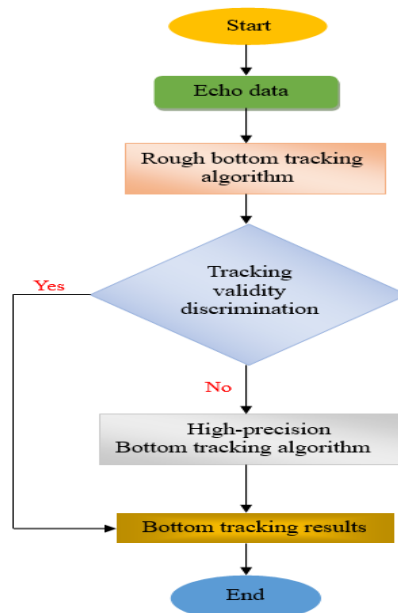 Start
Echo data
Rough bottom tracking
algorithm
Tracking
validity
discrimination
Yes
No
High-precision
Bottom tracking algorithm
Bottom tracking results
End